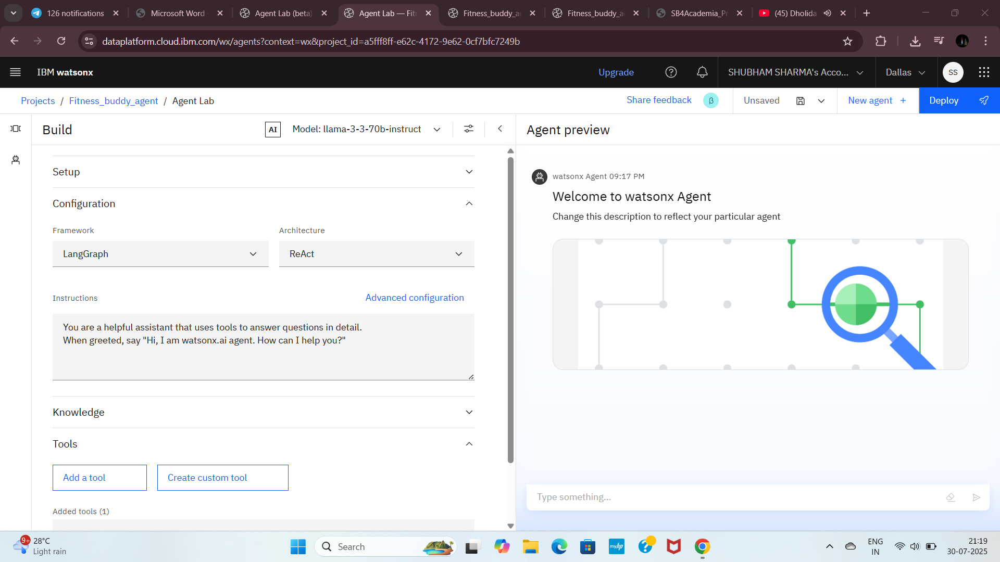 126 notifications
Microsoft Word
Agent Lab (beta)
Agent Lab — Fit
Fitness_buddy_a
Fitness_buddy_a
SB4Academia_Pr
(45) Dholida
dataplatform.cloud.ibm.com/wx/agents?context=wx&project_id=a5fff8ff-e62c-4172-9e62-0cf7bfc7249b
IBM watsonx
Upgrade
SHUBHAM SHARMA's Acco...
Dallas
SS
Projects / Fitness_buddy_agent / Agent Lab
Share feedback
β
Unsaved
New agent +
Deploy
Build
AI
Model: llama-3-3-70b-instruct
Agent preview
Setup
Configuration
Framework
Architecture
LangGraph
ReAct
Instructions
Advanced configuration
You are a helpful assistant that uses tools to answer questions in detail.
When greeted, say "Hi, I am watsonx.ai agent. How can I help you?"
Knowledge
Tools
Add a tool
Create custom tool
Added tools (1)
watsonx Agent 09:17 PM
Welcome to watsonx Agent
Change this description to reflect your particular agent
Type something...
9+
28°C
Light rain
Search
myhp
ENG
IN
21:19
30-07-2025